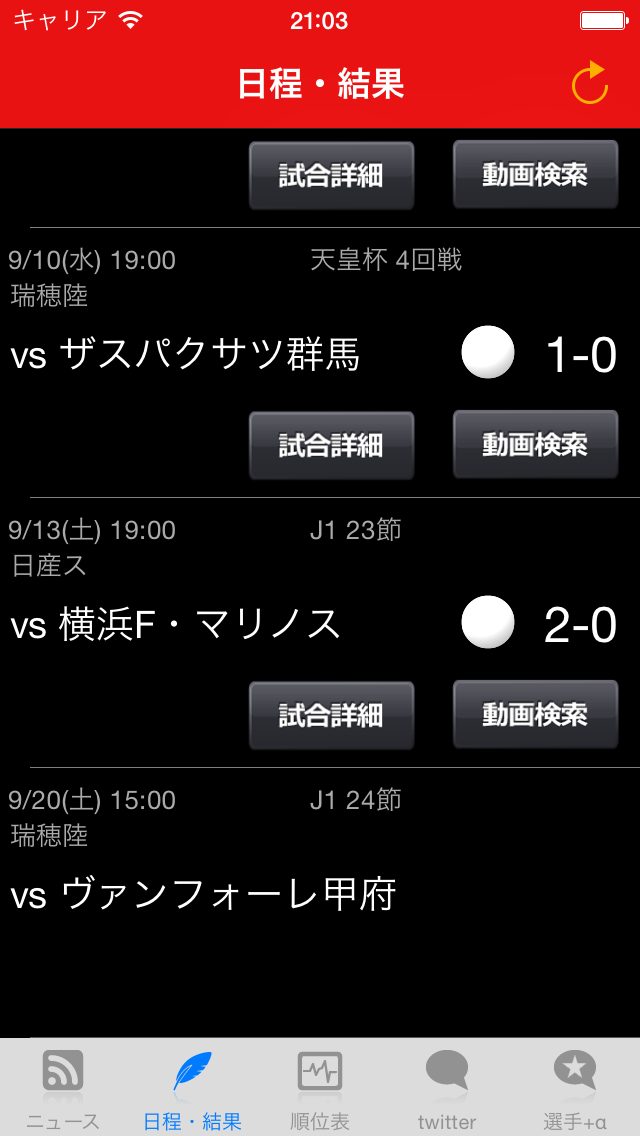 キャリア 21:03
日程・結果
試合詳細 動画検索
9/10(水) 19:00 天皇杯 4回戦
瑞穂陸
vs ザスパクサツ群馬 1-0
試合詳細 動画検索
9/13(土) 19:00 J1 23節
日産ス
vs 横浜F・マリノス 2-0
試合詳細 動画検索
9/20(土) 15:00 J1 24節
瑞穂陸
vs ヴァンフォーレ甲府
ニュース 日程・結果 順位表 twitter 選手+α